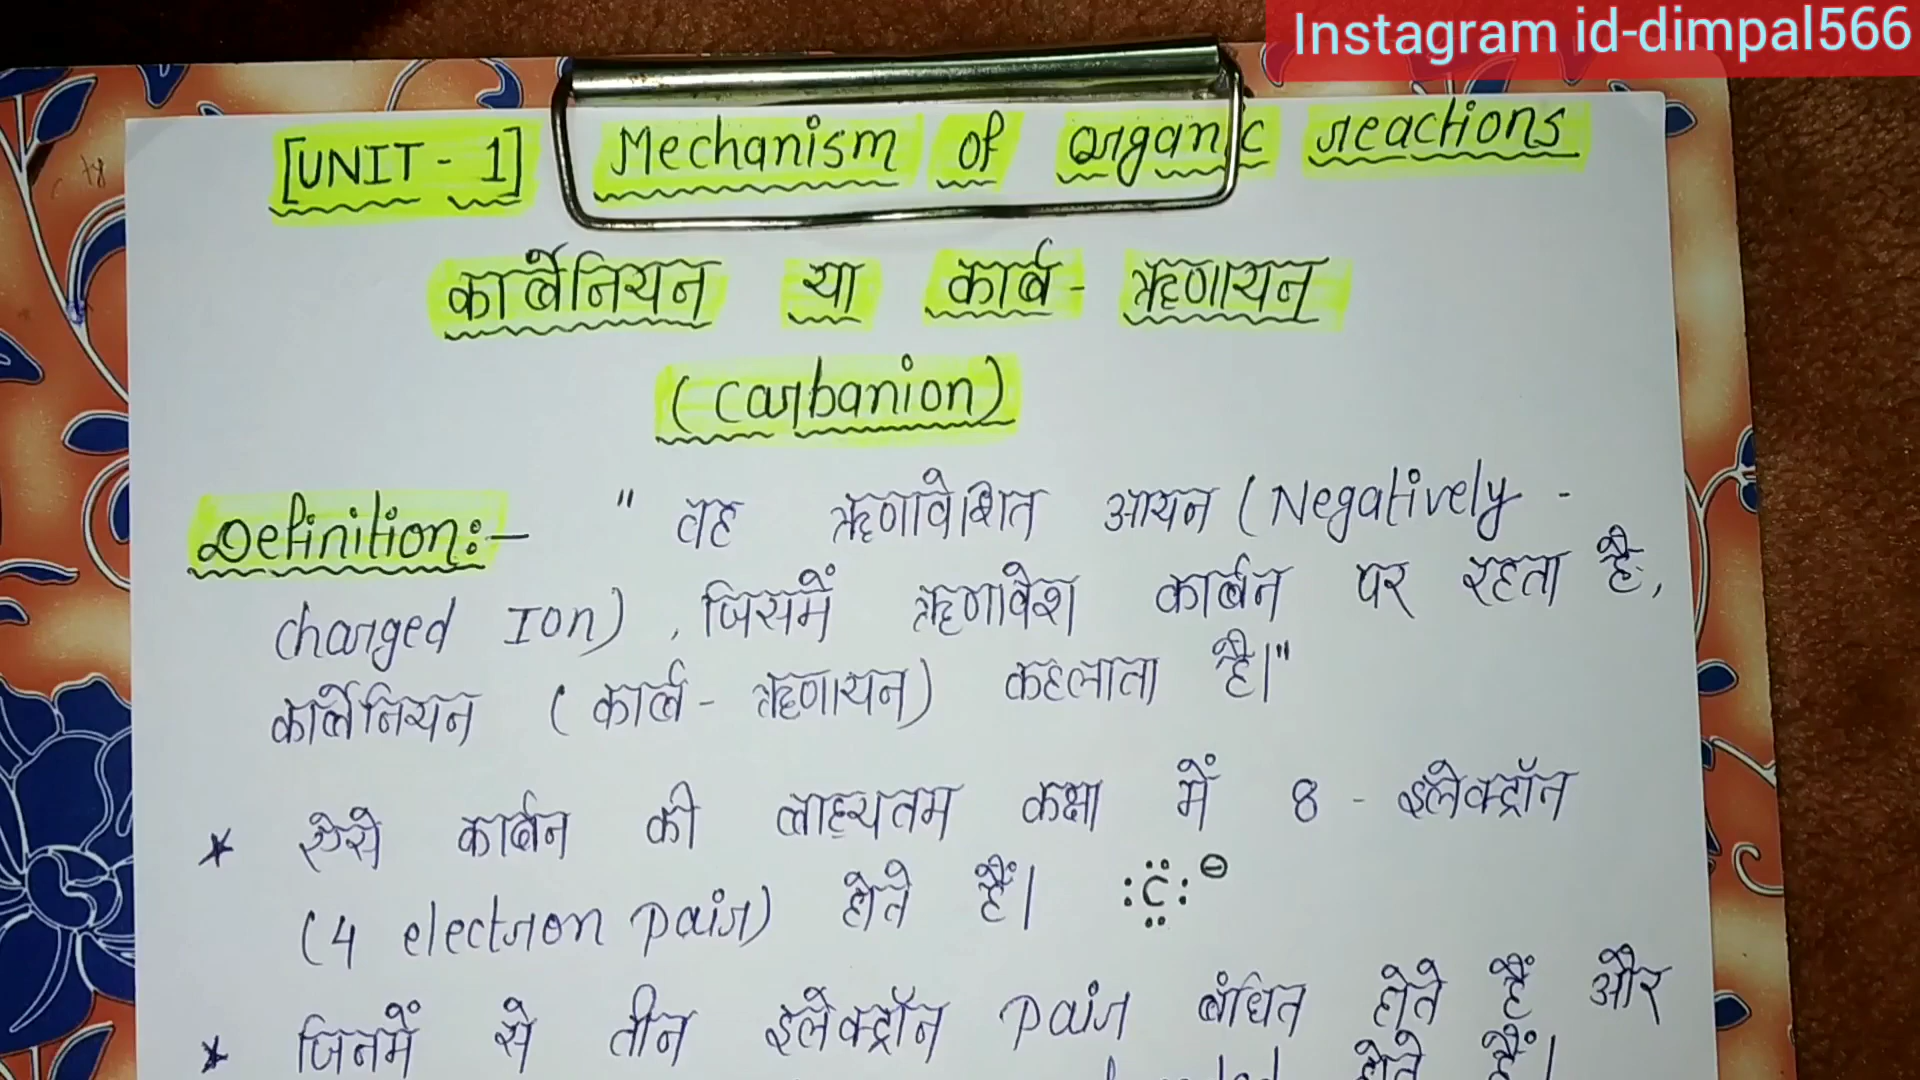 Instagram id-dimpal566
[UNIT - 1] Mechanism of organic reactions
कार्बेनियन या कार्ब - ऋणायन
(Carbanion)
Definition:- " वह ऋणावेशित आयन (Negatively -
charged Ion), जिसमें ऋणावेश कार्बन पर रहता है,
कार्बेनियन (कार्ब - ऋणायन) कहलाता है।"
* ऐसे कार्बन की बाह्यतम कक्षा में 8 - इलेक्ट्रॉन
(4 electron pair) होते हैं। :C̤̈:⊖
* जिनमें से तीन इलेक्ट्रॉन pair बंधित होते हैं और
होते हैं।